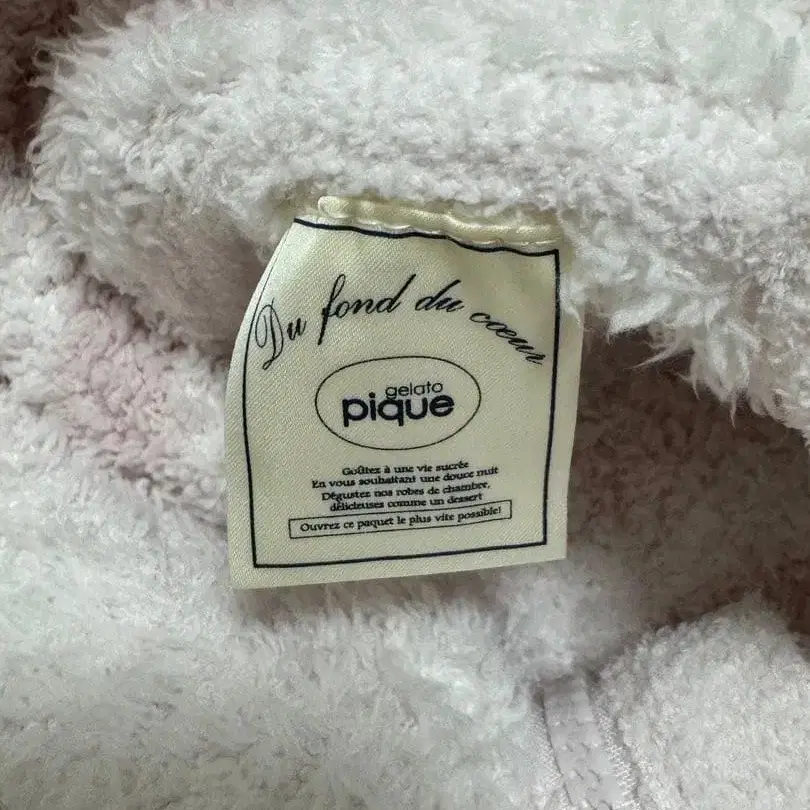 Du fond du cœur
gelato
pique
Goûtez à une vie sucrée
En vous souhaitant une douce nuit
Dégustez nos robes de chambre,
délicieuses comme un dessert
Ouvrez ce paquet le plus vite possible!